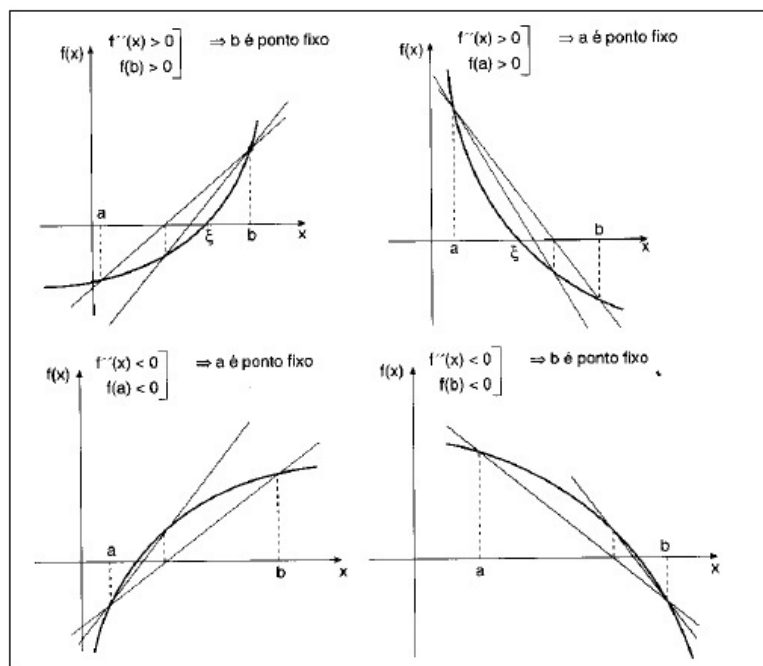 f´´(x) > 0
f(b) > 0
⇒ b é ponto fixo
f(x)
a
ξ
b
x
f´´(x) > 0
f(a) > 0
⇒ a é ponto fixo
f(x)
a
ξ
b
x
f´´(x) < 0
f(a) < 0
⇒ a é ponto fixo
f(x)
a
b
x
f´´(x) < 0
f(b) < 0
⇒ b é ponto fixo
f(x)
a
b
x